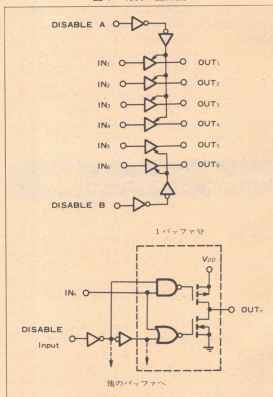 DISABLE A
IN₁ OUT₁
IN₂ OUT₂
IN₃ OUT₃
IN₄ OUT₄
IN₅ OUT₅
IN₆ OUT₆
DISABLE B
1バッファ分
VDD
INₙ
OUTₙ
DISABLE
Input
他のバッファへ